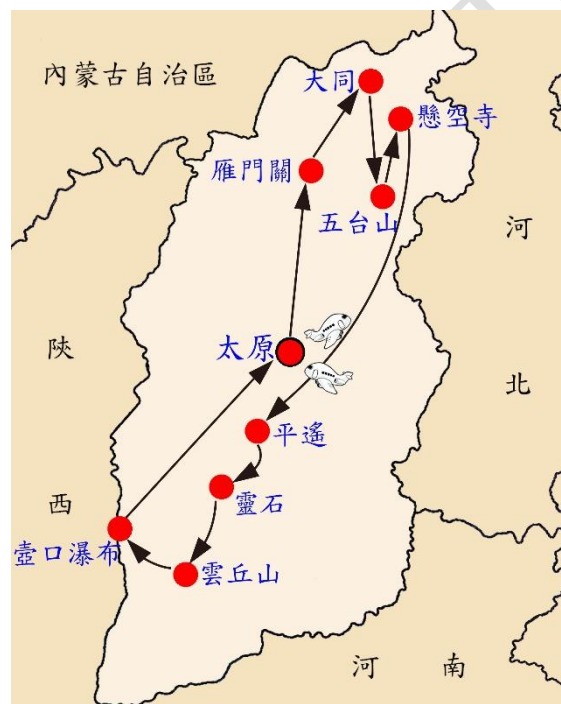 內蒙古自治區
大同
懸空寺
雁門關
五台山
河
北
陝
西
太原
平遙
靈石
壺口瀑布
雲丘山
河南